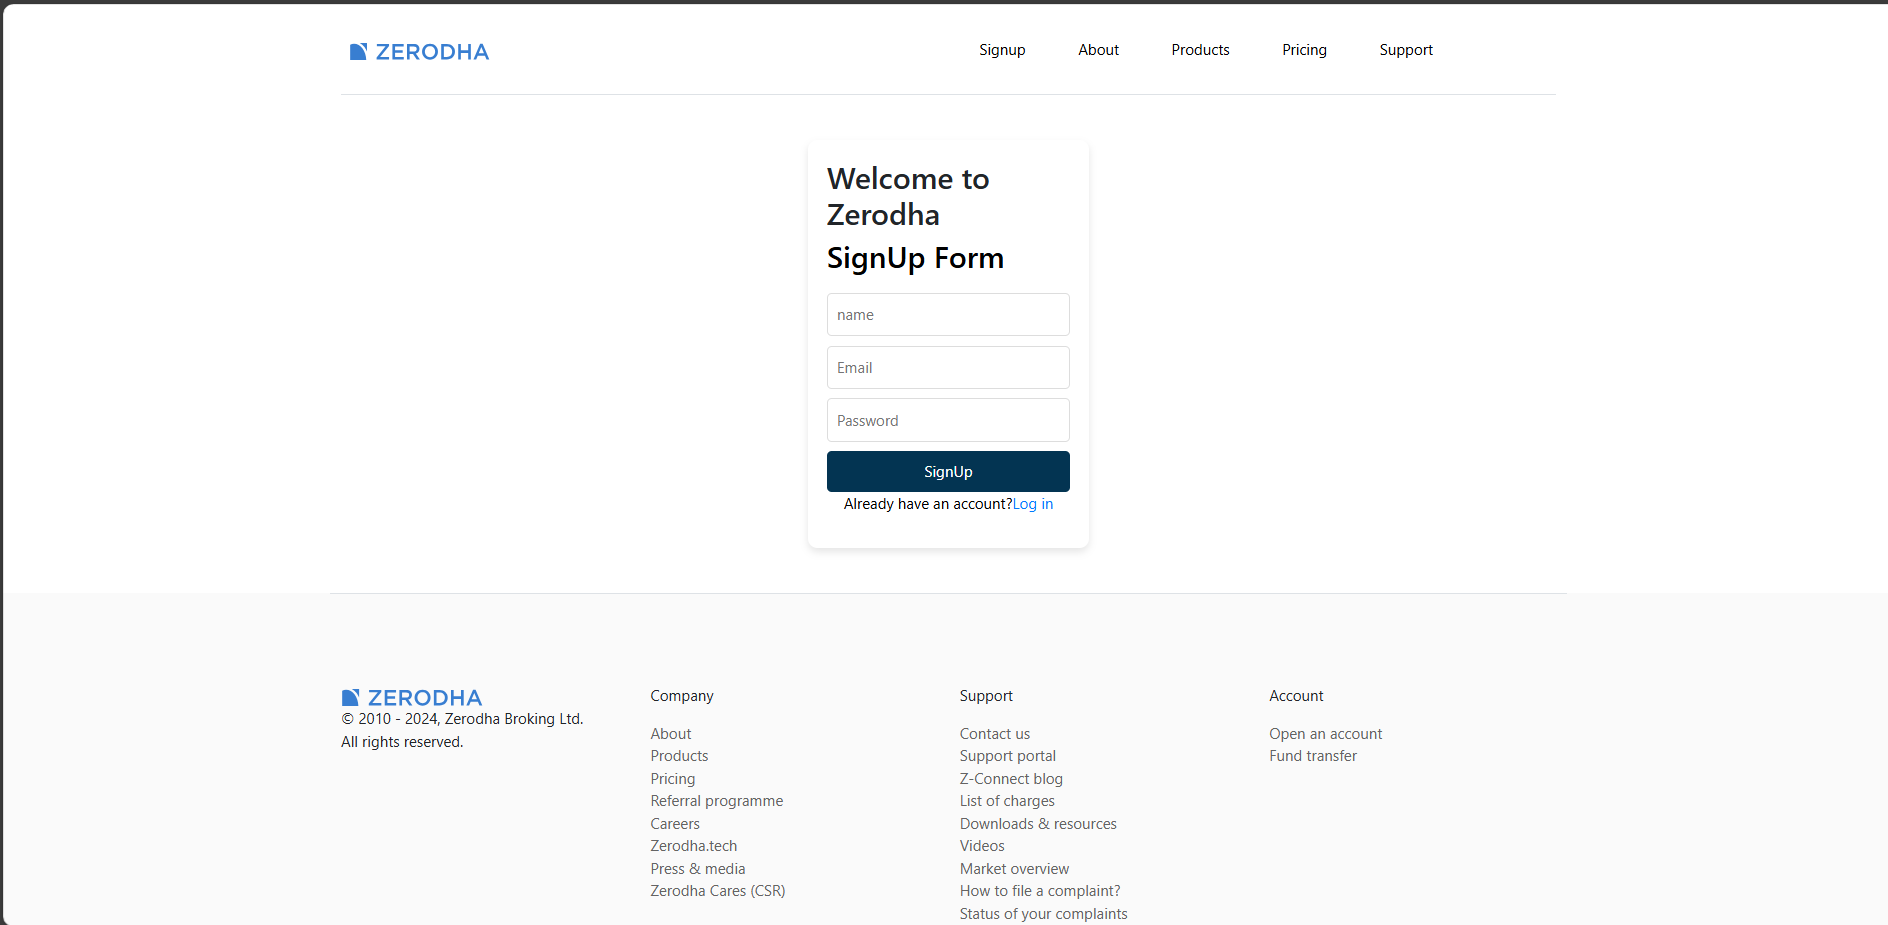 ZERODHA
Signup About Products Pricing Support
Welcome to
Zerodha
SignUp Form
name
Email
Password
SignUp
Already have an account?Log in
ZERODHA
© 2010 - 2024, Zerodha Broking Ltd.
All rights reserved.
Company
About
Products
Pricing
Referral programme
Careers
Zerodha.tech
Press & media
Zerodha Cares (CSR)
Support
Contact us
Support portal
Z-Connect blog
List of charges
Downloads & resources
Videos
Market overview
How to file a complaint?
Status of your complaints
Account
Open an account
Fund transfer